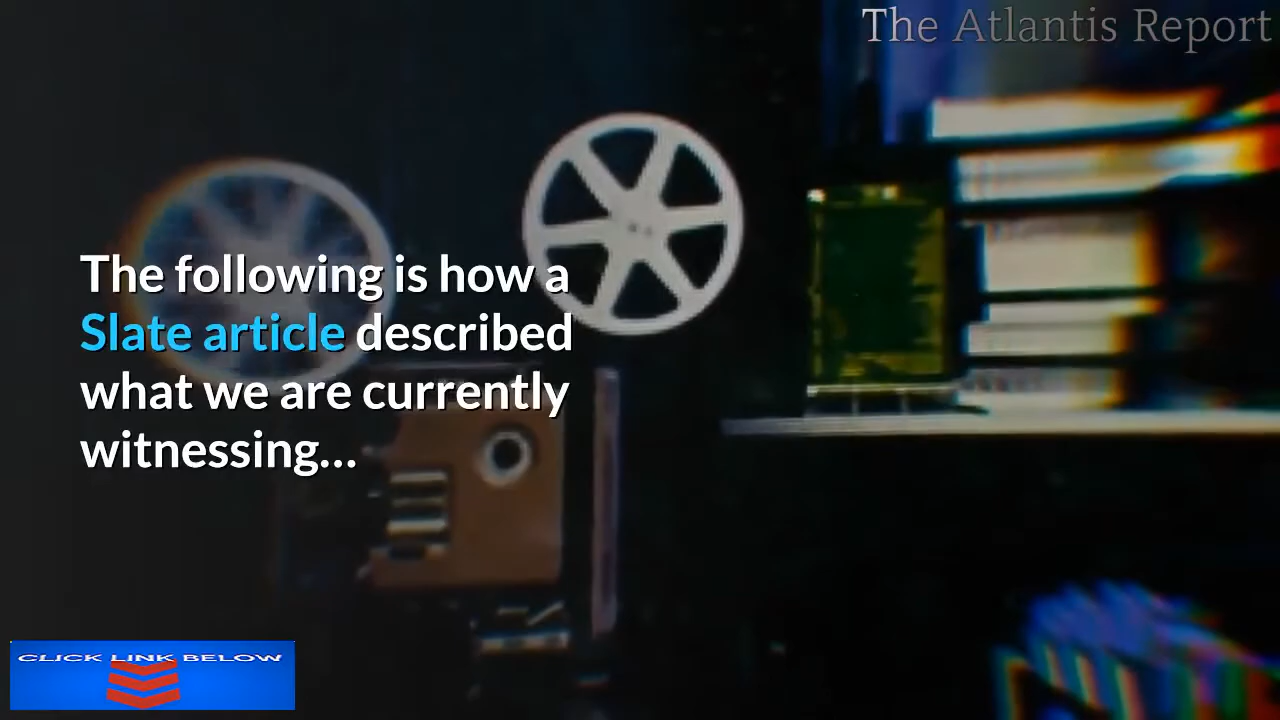 The Atlantis Report
The following is how a
Slate article described
what we are currently
witnessing...
CLICK LINK BELOW